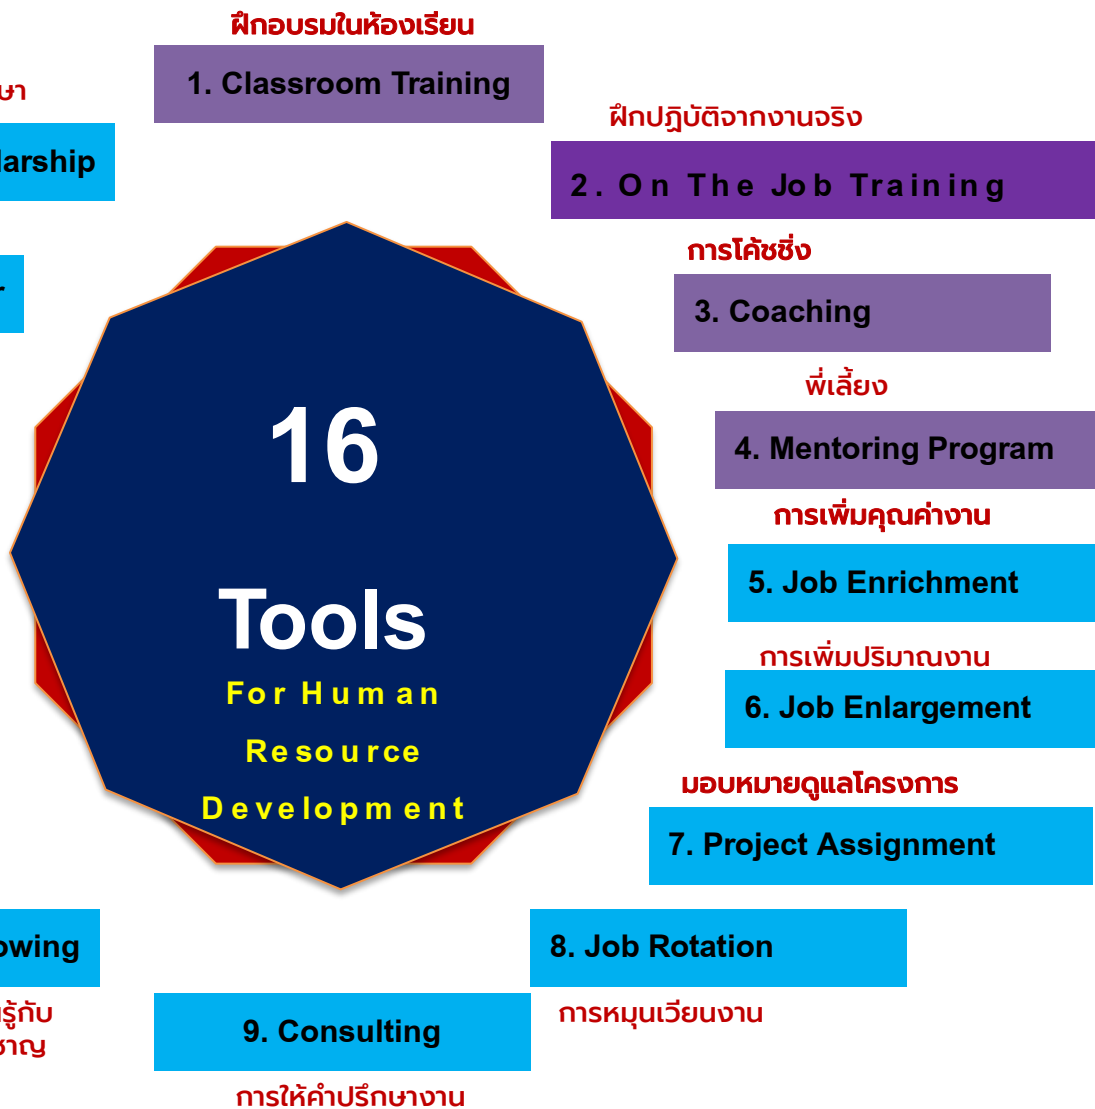 ฝึกอบรมในห้องเรียน
1. Classroom Training
ฝึกปฏิบัติจากงานจริง
2. On The Job Training
การโค้ชชิ่ง
3. Coaching
พี่เลี้ยง
4. Mentoring Program
การเพิ่มคุณค่างาน
5. Job Enrichment
การเพิ่มปริมาณงาน
6. Job Enlargement
มอบหมายดูแลโครงการ
7. Project Assignment
8. Job Rotation
การหมุนเวียนงาน
9. Consulting
การให้คำปรึกษางาน
16
Tools
For Human
Resource
Development